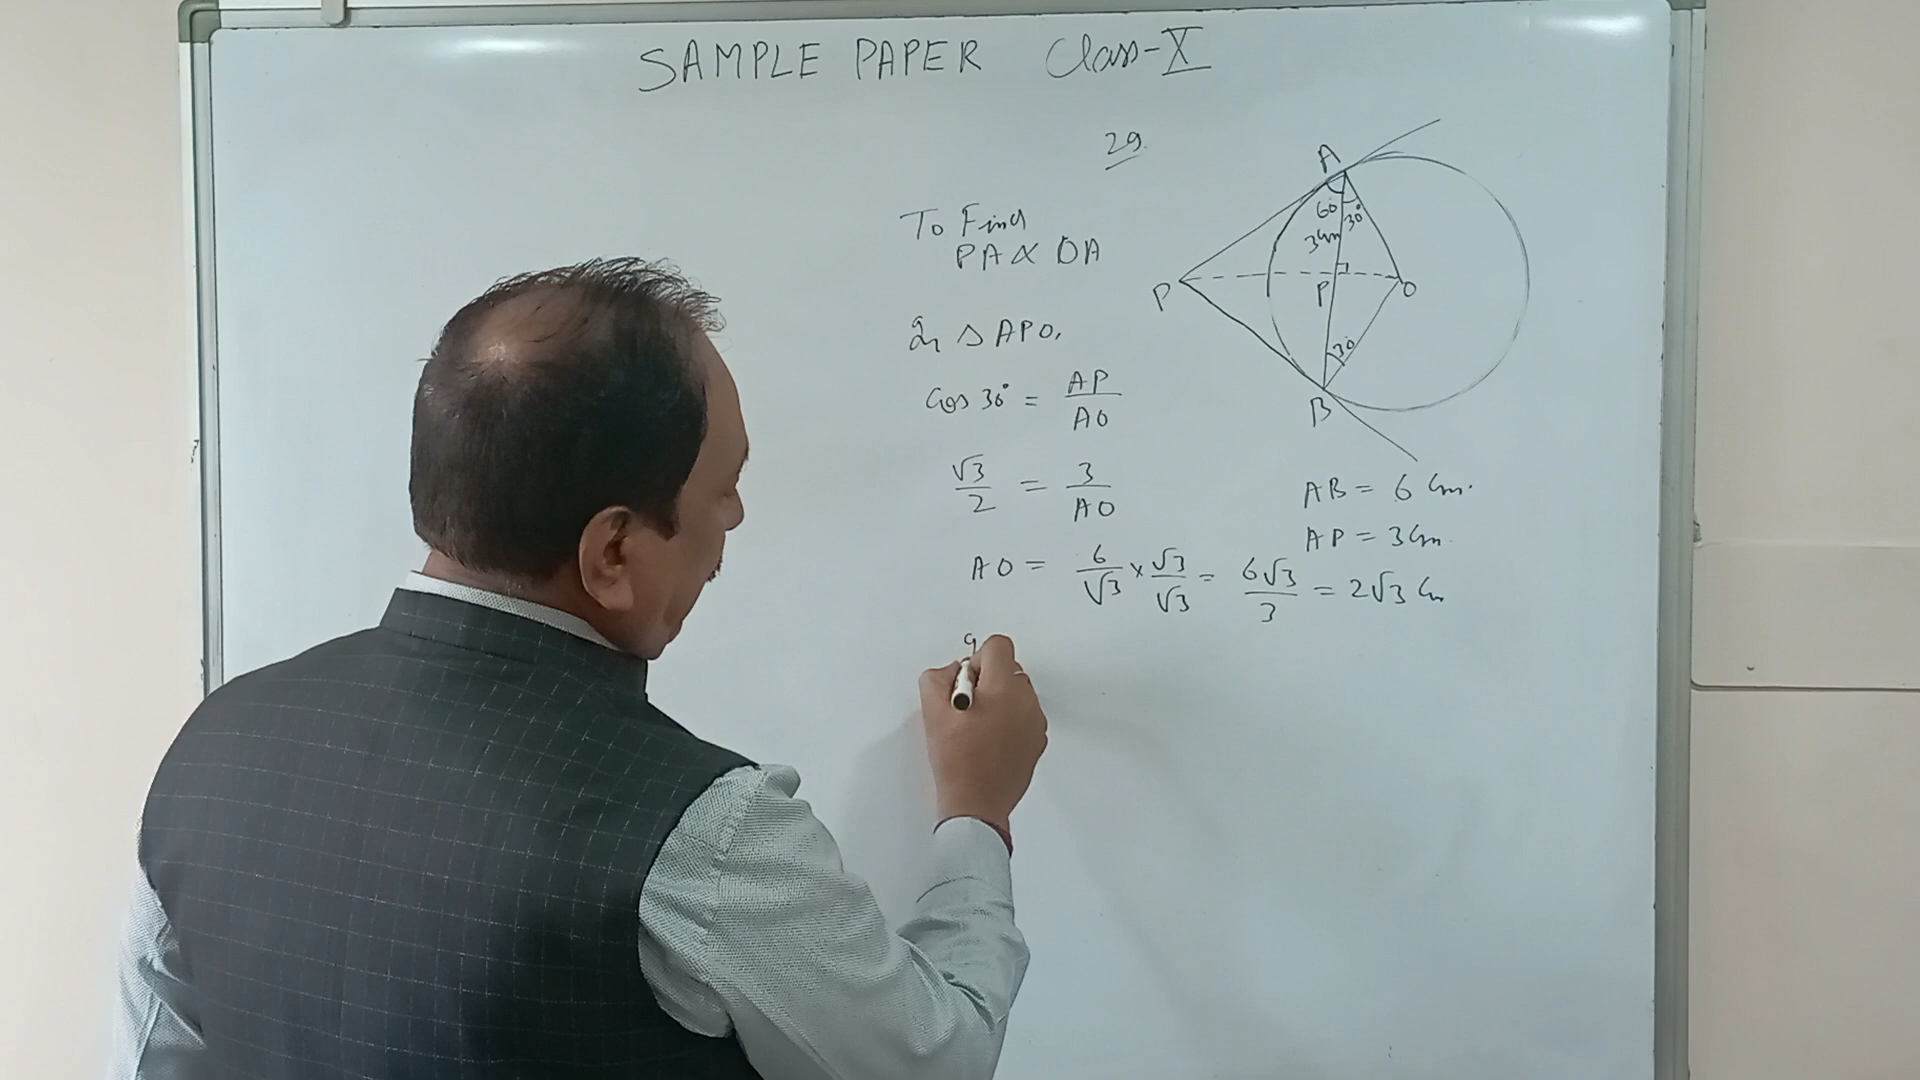 SAMPLE PAPER Class-X
29.
To Find
PA & OA
In △ APO,
Cos 30° = AP/AO
√3/2 = 3/AO
AO = 6/√3 × √3/√3 = 6√3/3 = 2√3 Cm
A
60°
30°
3 Cm
P
P
O
30
B
AB = 6 Cm.
AP = 3 Cm.